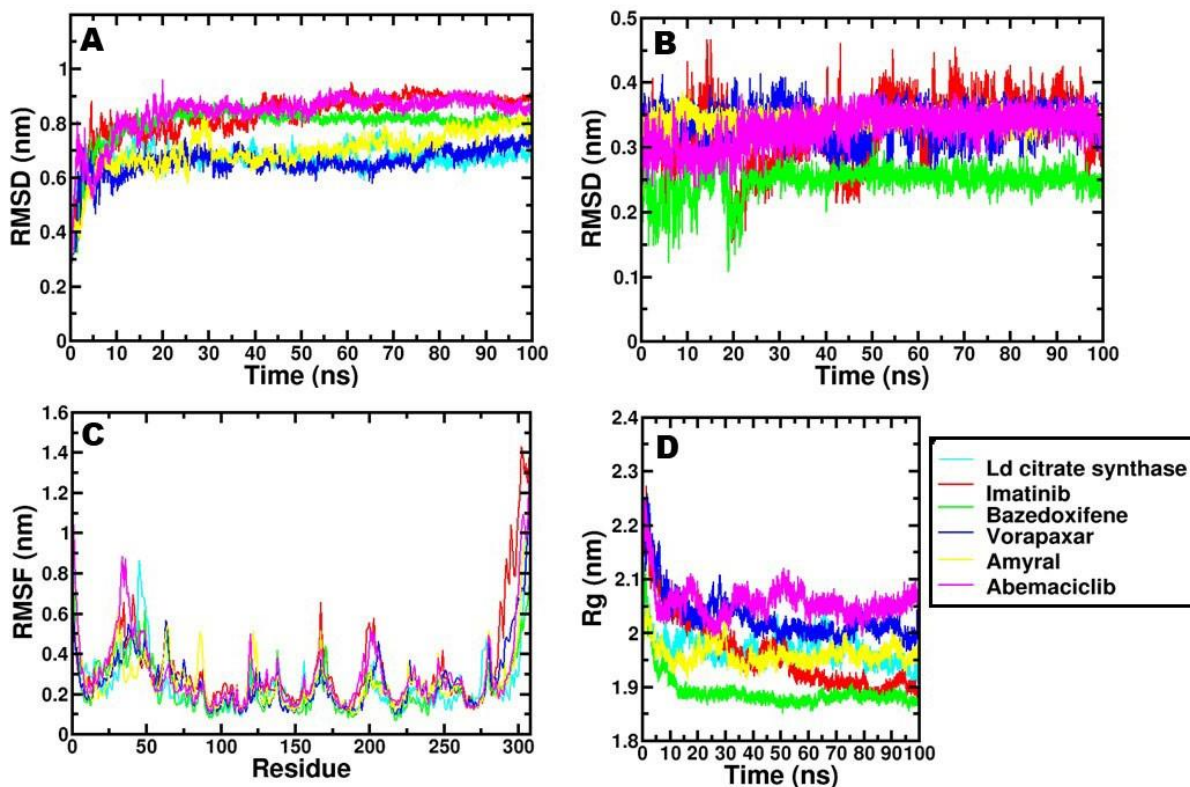 A
RMSD (nm)
1
0.8
0.6
0.4
0.2
0
0 10 20 30 40 50 60 70 80 90 100
Time (ns)
B
RMSD (nm)
0.5
0.4
0.3
0.2
0.1
0
0 10 20 30 40 50 60 70 80 90 100
Time (ns)
C
RMSF (nm)
1.6
1.4
1.2
1
0.8
0.6
0.4
0.2
0
0 50 100 150 200 250 300
Residue
D
Rg (nm)
2.4
2.3
2.2
2.1
2
1.9
1.8
0 10 20 30 40 50 60 70 80 90 100
Time (ns)
Ld citrate synthase
Imatinib
Bazedoxifene
Vorapaxar
Amyral
Abemaciclib